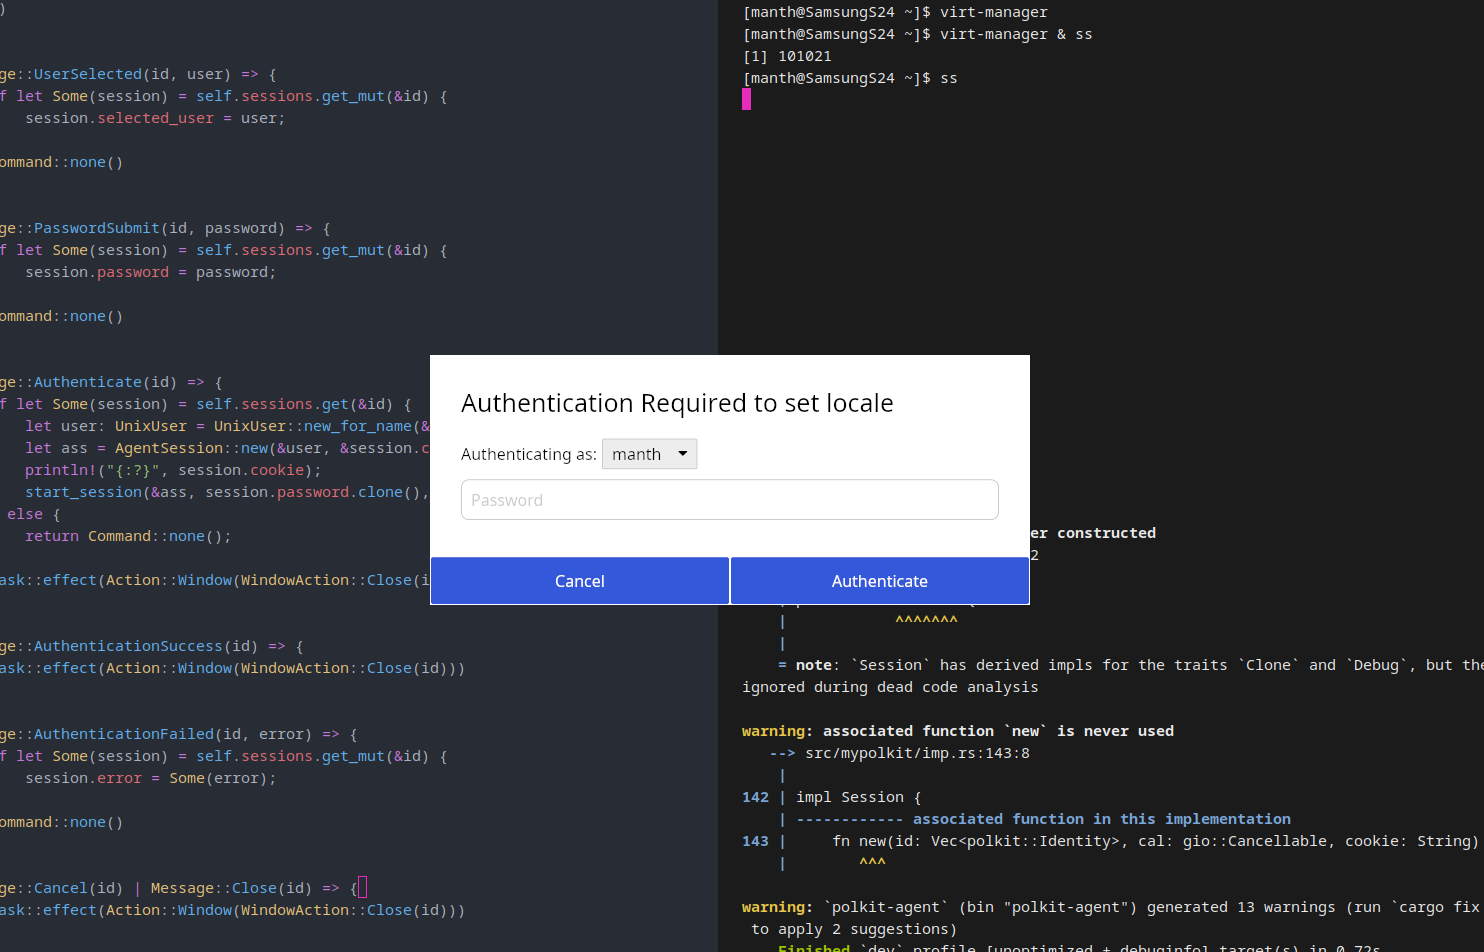 )
ge::UserSelected(id, user) => {
f let Some(session) = self.sessions.get_mut(&id) {
session.selected_user = user;
ommand::none()
ge::PasswordSubmit(id, password) => {
f let Some(session) = self.sessions.get_mut(&id) {
session.password = password;
ommand::none()
ge::Authenticate(id) => {
f let Some(session) = self.sessions.get(&id) {
let user: UnixUser = UnixUser::new_for_name(&
let ass = AgentSession::new(&user, &session.c
println!("{:?}", session.cookie);
start_session(&ass, session.password.clone(),
else {
return Command::none();
ask::effect(Action::Window(WindowAction::Close(i
ge::AuthenticationSuccess(id) => {
ask::effect(Action::Window(WindowAction::Close(id)))
ge::AuthenticationFailed(id, error) => {
f let Some(session) = self.sessions.get_mut(&id) {
session.error = Some(error);
ommand::none()
ge::Cancel(id) | Message::Close(id) => {
ask::effect(Action::Window(WindowAction::Close(id)))
[manth@SamsungS24 ~]$ virt-manager
[manth@SamsungS24 ~]$ virt-manager & ss
[1] 101021
[manth@SamsungS24 ~]$ ss
Authentication Required to set locale
Authenticating as: manth
Password
Cancel Authenticate
er constructed
2
| ^^^^^^^
|
= note: `Session` has derived impls for the traits `Clone` and `Debug`, but the
ignored during dead code analysis
warning: associated function `new` is never used
--> src/mypolkit/imp.rs:143:8
|
142 | impl Session {
| ------------ associated function in this implementation
143 | fn new(id: Vec<polkit::Identity>, cal: gio::Cancellable, cookie: String)
| ^^^
warning: `polkit-agent` (bin "polkit-agent") generated 13 warnings (run `cargo fix
to apply 2 suggestions)
Finished `dev` profile [unoptimized + debuginfo] target(s) in 0.72s